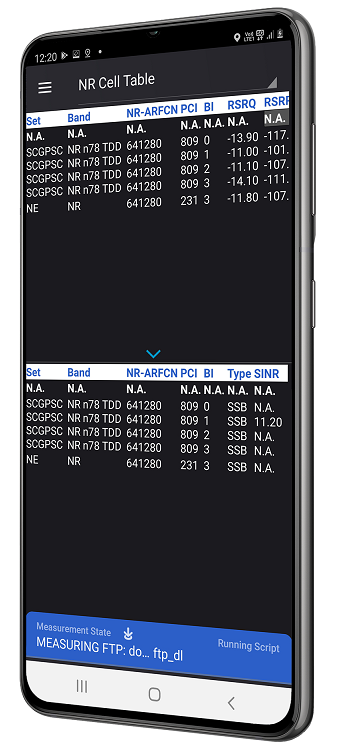 12:20
Vo) LTE1
NR Cell Table
Set Band NR-ARFCN PCI BI RSRQ RSRP
N.A. N.A. N.A. N.A. N.A. N.A. N.A.
SCGPSC NR n78 TDD 641280 809 0 -13.90 -117.
SCGPSC NR n78 TDD 641280 809 1 -11.00 -101.
SCGPSC NR n78 TDD 641280 809 2 -11.10 -107.
SCGPSC NR n78 TDD 641280 809 3 -14.10 -111.
NE NR 641280 231 3 -11.80 -107.
Set Band NR-ARFCN PCI BI Type SINR
N.A. N.A. N.A. N.A. N.A. N.A. N.A.
SCGPSC NR n78 TDD 641280 809 0 SSB N.A.
SCGPSC NR n78 TDD 641280 809 1 SSB 11.20
SCGPSC NR n78 TDD 641280 809 2 SSB N.A.
SCGPSC NR n78 TDD 641280 809 3 SSB N.A.
NE NR 641280 231 3 SSB N.A.
Measurement State
Running Script
MEASURING FTP: do... ftp_dl